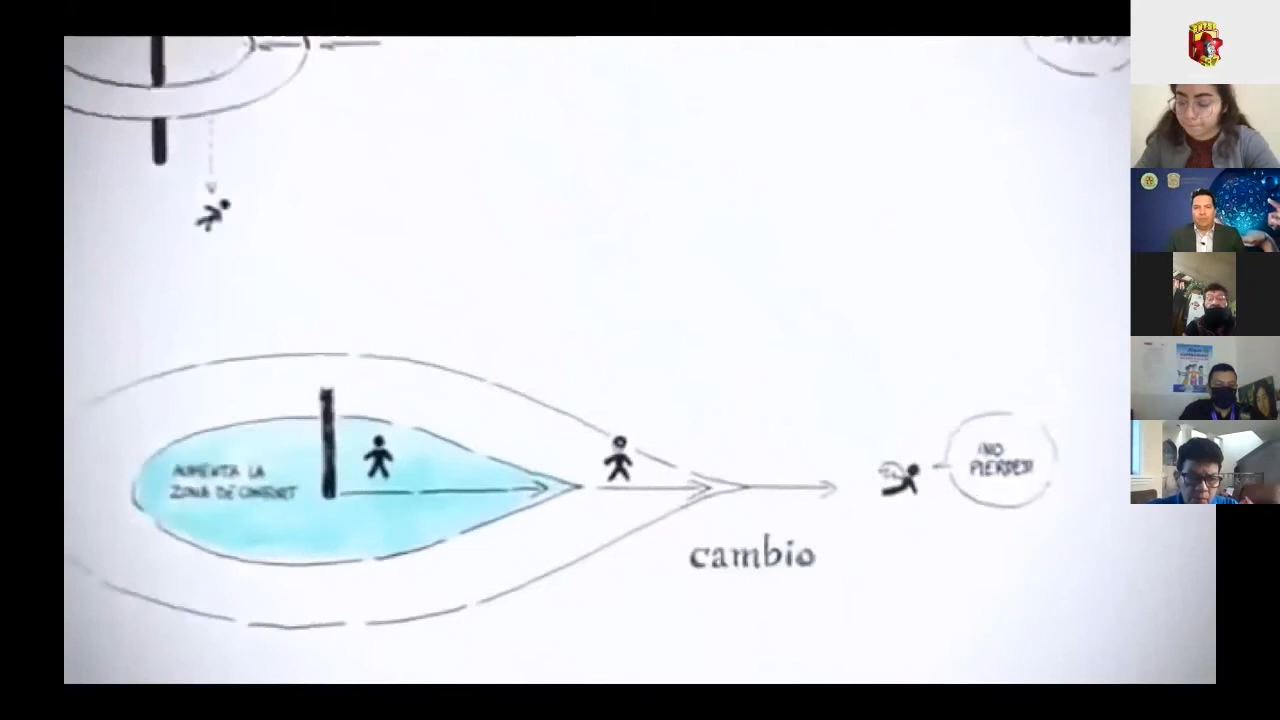 AUMENTA LA
ZONA DE CONFORT
¡NO
PIERDES!
cambio